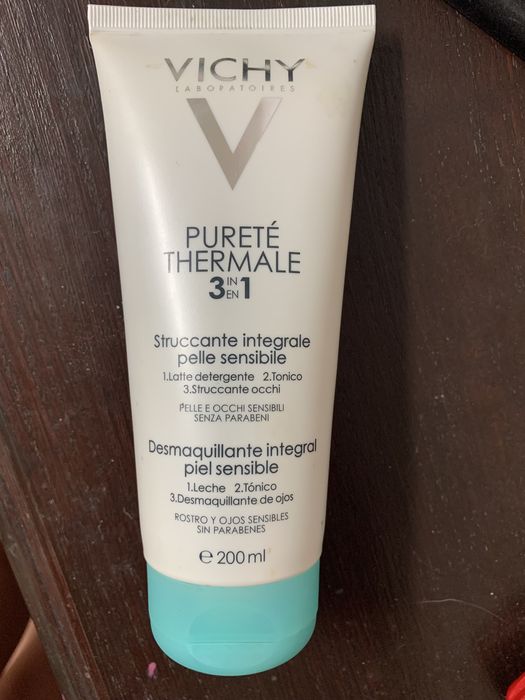 VICHY
LABORATOIRES
V
PURETÉ
THERMALE
3 IN EN 1
Struccante integrale
pelle sensibile
1.Latte detergente 2.Tonico
3.Struccante occhi
PELLE E OCCHI SENSIBILI
SENZA PARABENI
Desmaquillante integral
piel sensible
1.Leche 2.Tónico
3.Desmaquillante de ojos
ROSTRO Y OJOS SENSIBLES
SIN PARABENES
℮ 200 ml